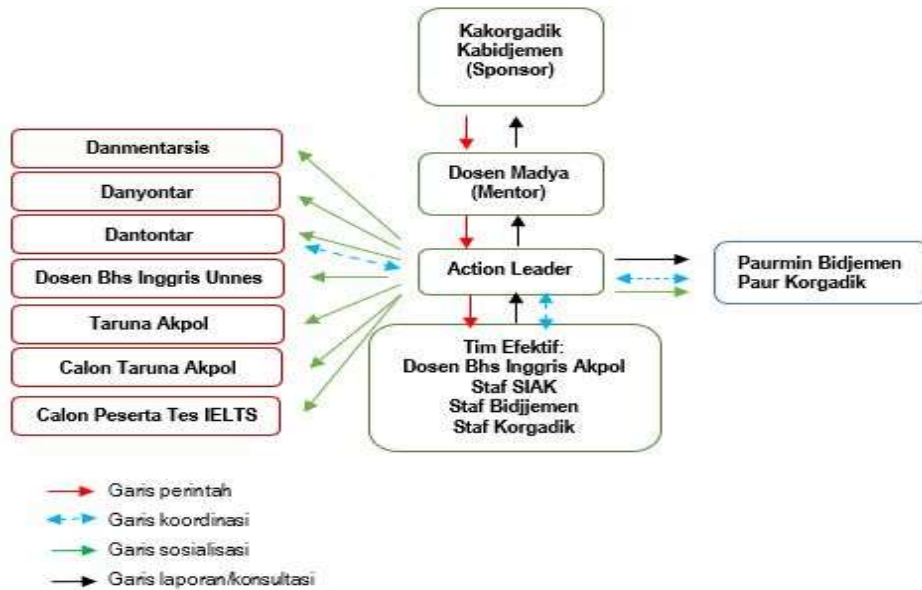 Kakorgadik
Kabidjemen
(Sponsor)
Danmentarsis
Danyontar
Dantontar
Dosen Bhs Inggris Unnes
Taruna Akpol
Calon Taruna Akpol
Calon Peserta Tes IELTS
Dosen Madya
(Mentor)
Action Leader
Paurmin Bidjemen
Paur Korgadik
Tim Efektif:
Dosen Bhs Inggris Akpol
Staf SIAK
Staf Bidjjemen
Staf Korgadik
Garis perintah
Garis koordinasi
Garis sosialisasi
Garis laporan/konsultasi